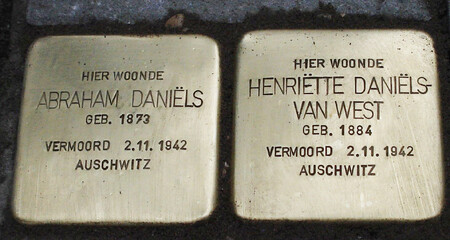 HIER WOONDE
ABRAHAM DANIËLS
GEB. 1873
VERMOORD 2.11.1942
AUSCHWITZ
HIER WOONDE
HENRIËTTE DANIËLS-
VAN WEST
GEB. 1884
VERMOORD 2.11.1942
AUSCHWITZ